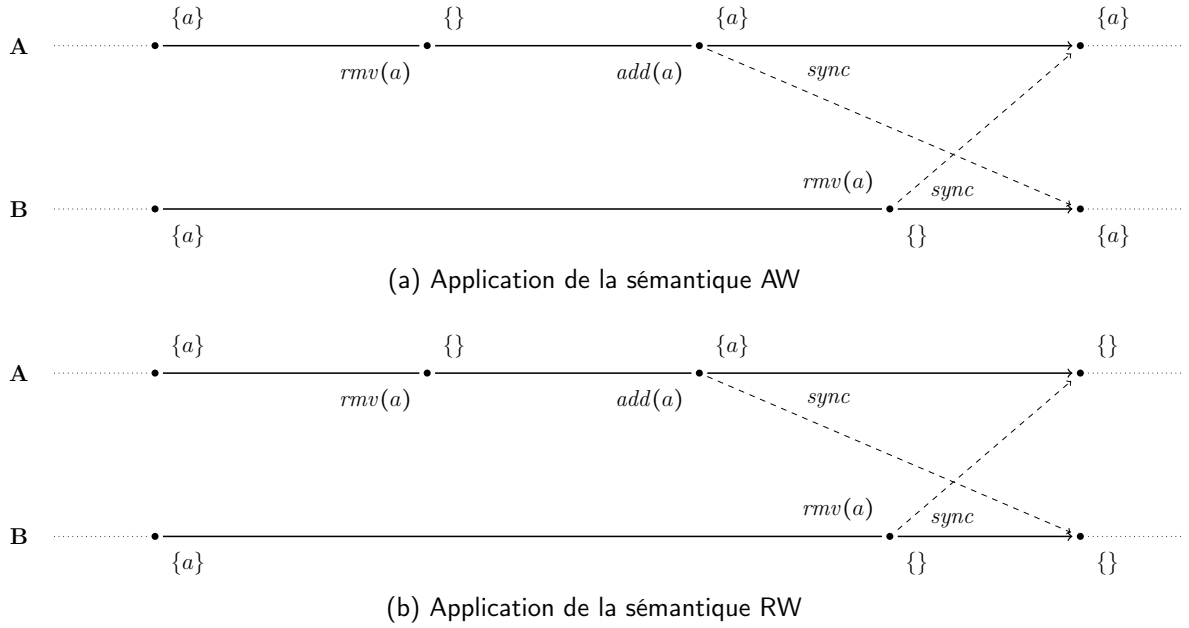 {a} {} {a} {a}
A
rmv(a) add(a) sync
rmv(a)
sync
B
{a} {} {a}
(a) Application de la sémantique AW
{a} {} {a} {}
A
rmv(a) add(a) sync
rmv(a)
sync
B
{a} {} {}
(b) Application de la sémantique RW